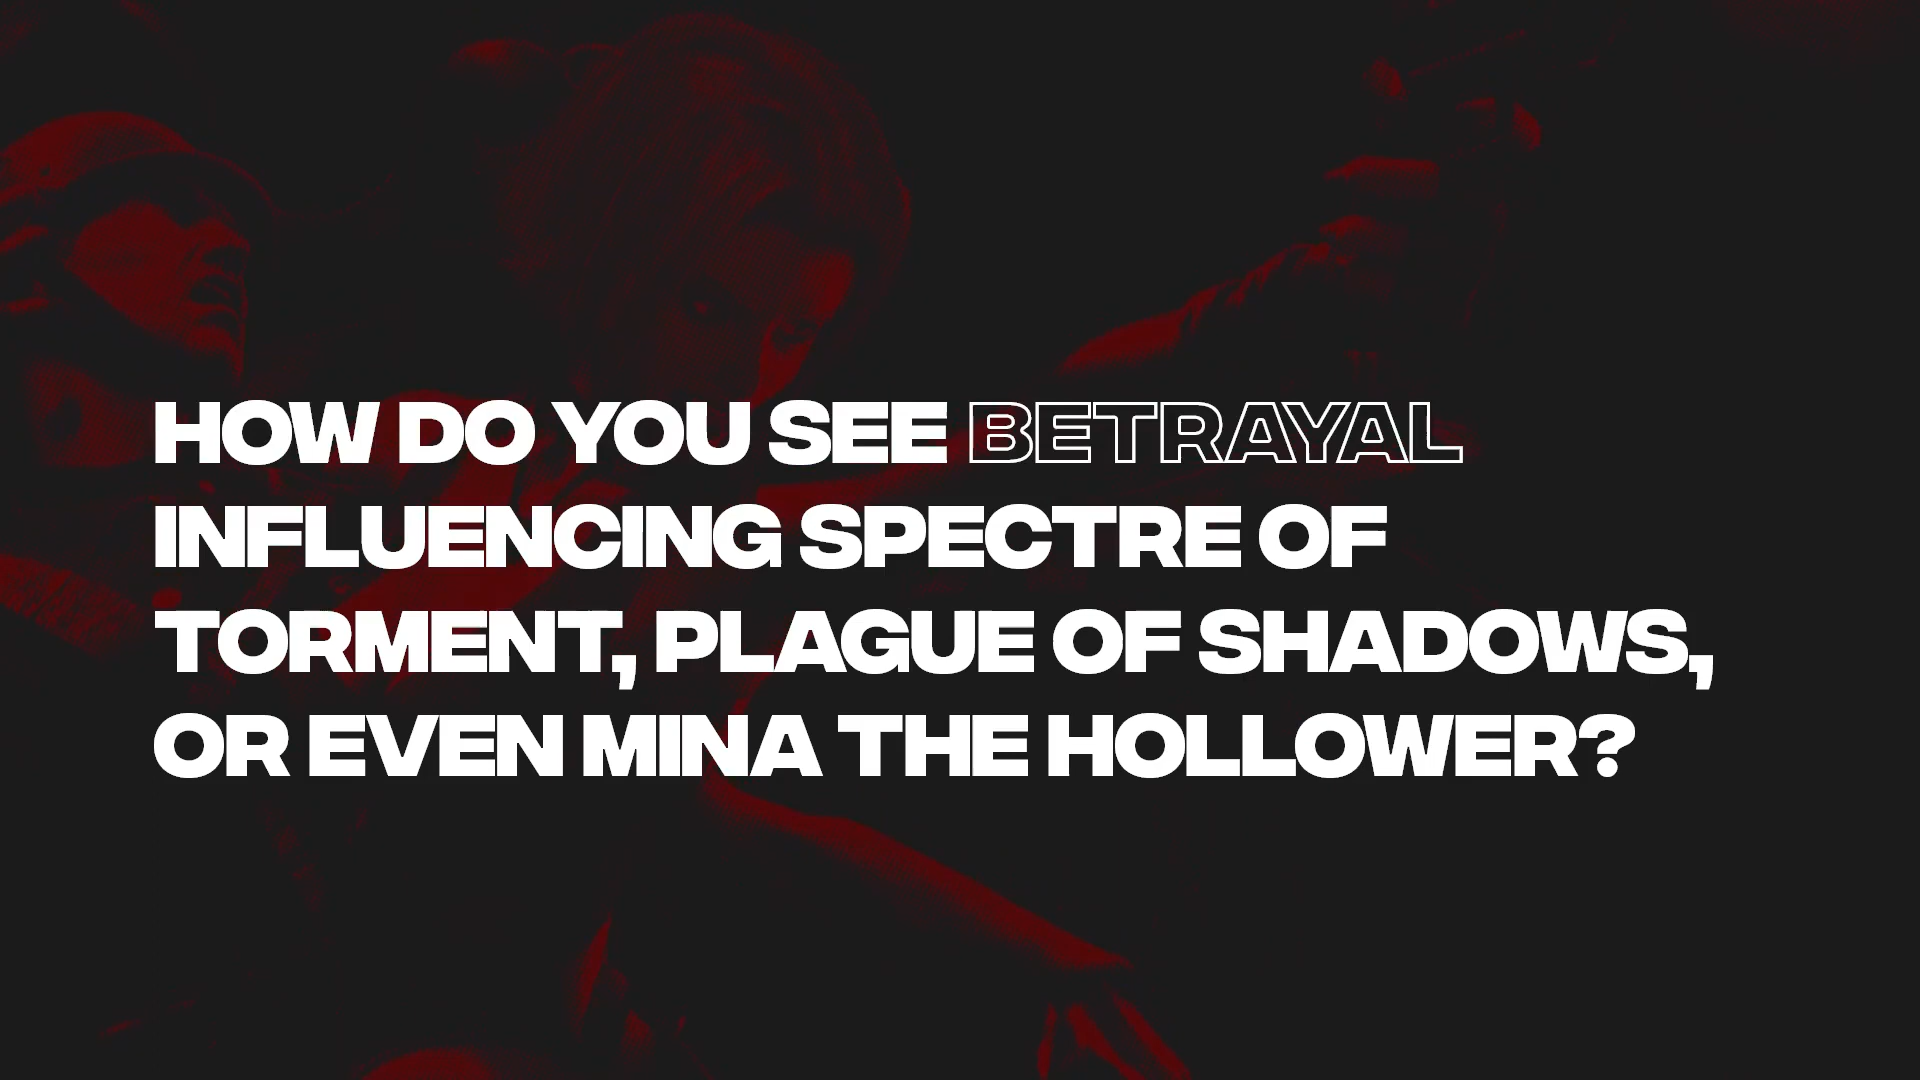 HOW DO YOU SEE BETRAYAL
INFLUENCING SPECTRE OF
TORMENT, PLAGUE OF SHADOWS,
OR EVEN MINA THE HOLLOWER?